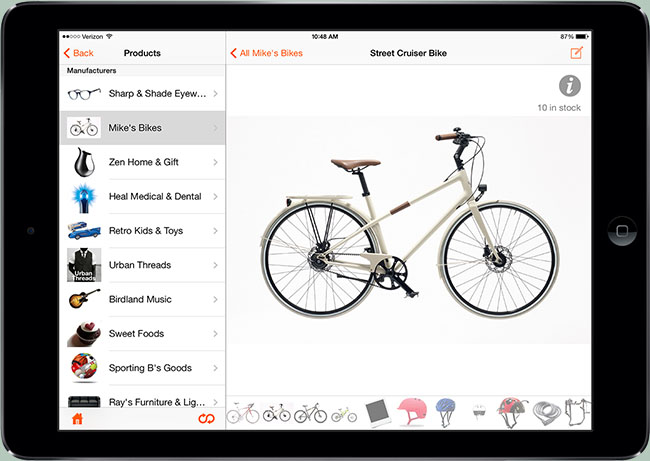 Verizon 10:48 AM 87%
Back Products
All Mike's Bikes Street Cruiser Bike
Manufacturers
Sharp & Shade Eyew...
Mike's Bikes
Zen Home & Gift
Heal Medical & Dental
Retro Kids & Toys
Urban Threads
Urban
Threads
Birdland Music
Sweet Foods
Sporting B's Goods
Ray's Furniture & Lig...
i
10 in stock